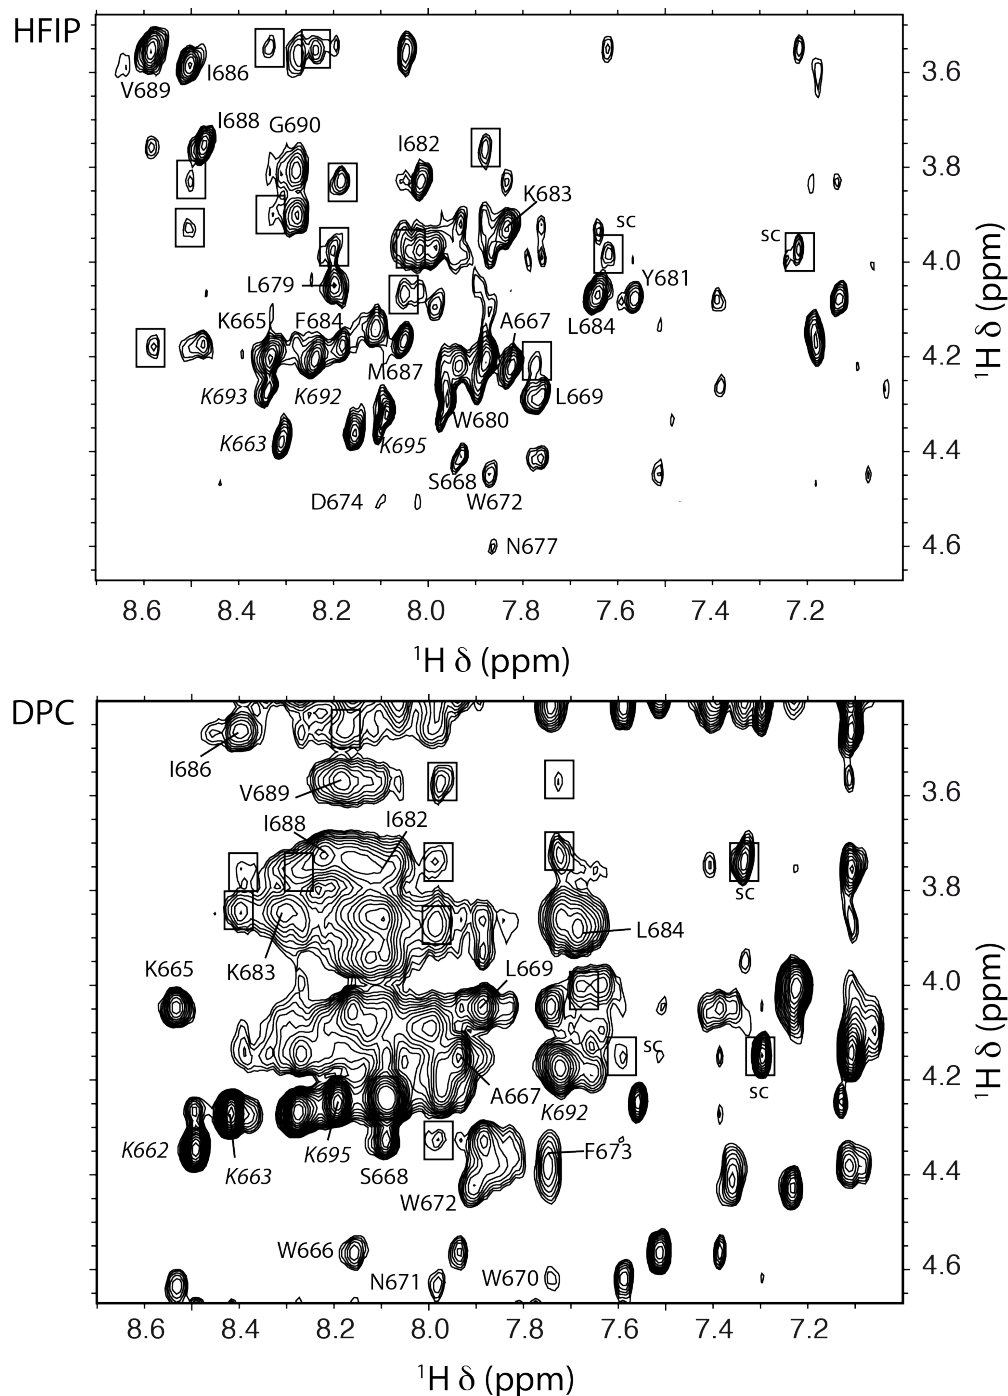 HFIP
V689
I686
3.6
I688
G690
I682
3.8
K683
sc
sc
4.0
L679
Y681
L684
K665
F684
A667
M687
4.2
K693
K692
L669
W680
K663
K695
4.4
S668
W672
D674
N677
4.6
8.6 8.4 8.2 8.0 7.8 7.6 7.4 7.2
¹H δ (ppm)
¹H δ (ppm)
DPC
I686
V689
3.6
I688
I682
sc
3.8
K683
L684
K665
L669
4.0
sc
sc
A667
K692
4.2
K662
K663
K695
S668
F673
W672
4.4
W666
N671
W670
4.6
8.6 8.4 8.2 8.0 7.8 7.6 7.4 7.2
¹H δ (ppm)
¹H δ (ppm)